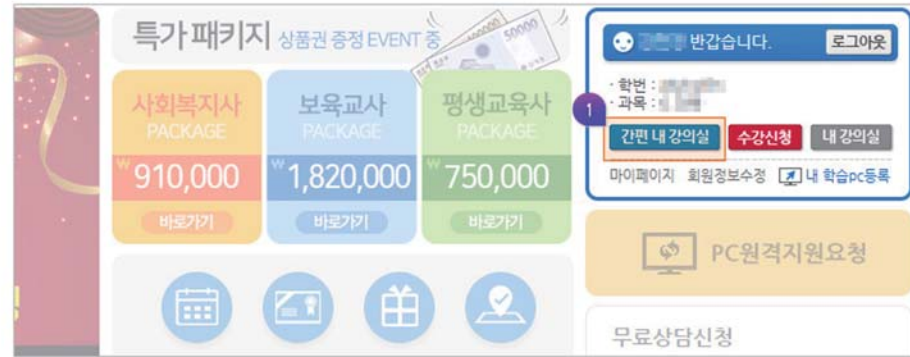 특가 패키지 상품권 증정 EVENT 중
50000
사회복지사
PACKAGE
₩910,000
바로가기
보육교사
PACKAGE
₩1,820,000
바로가기
평생교육사
PACKAGE
₩750,000
바로가기
반갑습니다.
로그아웃
· 학번 :
· 과목 :
1
간편 내 강의실
수강신청
내 강의실
마이페이지 회원정보수정 내 학습pc등록
PC원격지원요청
무료상담신청